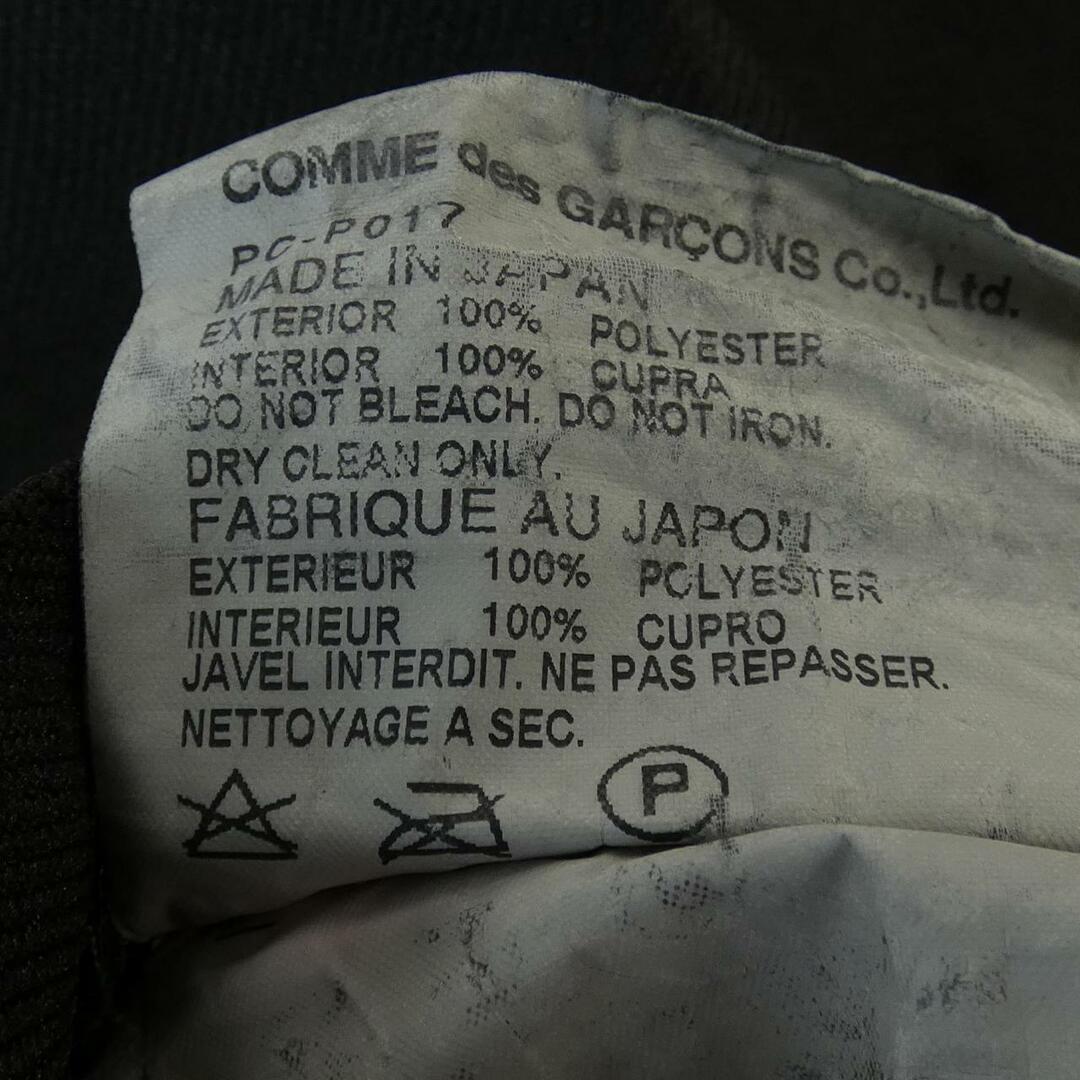 COMME des GARÇONS Co.,Ltd.
PC-P017
MADE IN JAPAN
EXTERIOR 100% POLYESTER
INTERIOR 100% CUPRA
DO NOT BLEACH. DO NOT IRON.
DRY CLEAN ONLY.
FABRIQUE AU JAPON
EXTERIEUR 100% POLYESTER
INTERIEUR 100% CUPRO
JAVEL INTERDIT. NE PAS REPASSER.
NETTOYAGE A SEC.
P